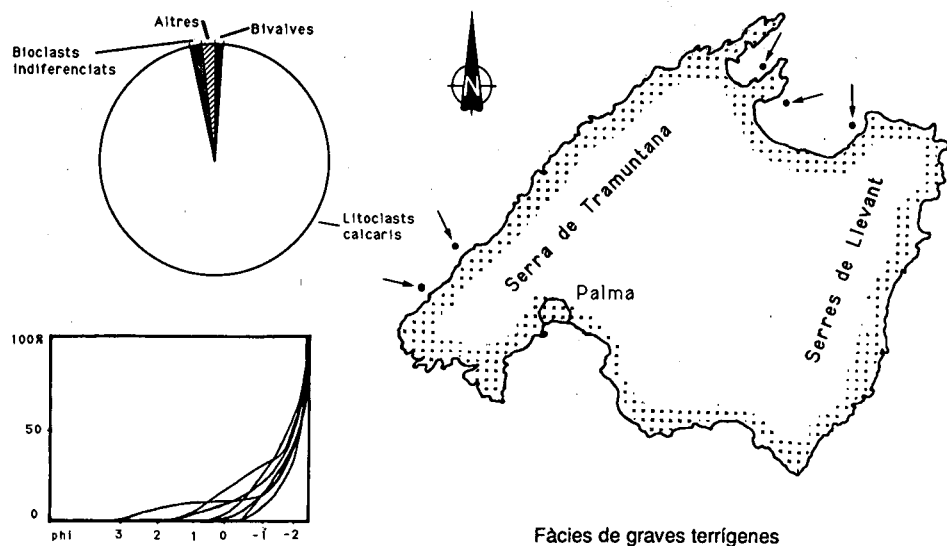 Altres
Bivalves
Bioclasts
indiferenciats
Litoclasts
calcaris
N
Serra de Tramuntana
Palma
Serres de Llevant
100%
50
0
phi 3 2 1 0 -1 -2
Fàcies de graves terrígenes